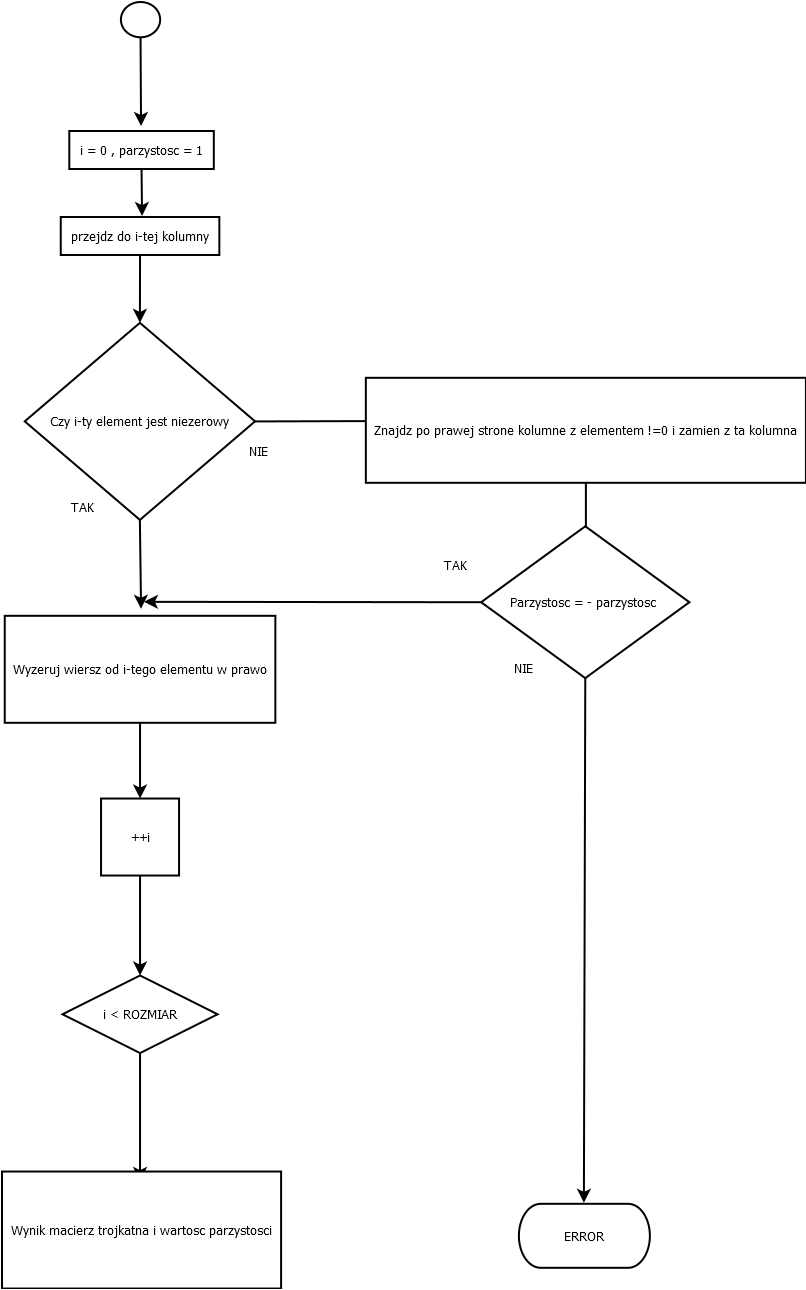 i = 0 , parzystosc = 1
przejdz do i-tej kolumny
Czy i-ty element jest niezerowy
NIE
TAK
Znajdz po prawej strone kolumne z elementem !=0 i zamien z ta kolumna
TAK
Parzystosc = - parzystosc
NIE
Wyzeruj wiersz od i-tego elementu w prawo
++i
i < ROZMIAR
Wynik macierz trojkatna i wartosc parzystosci
ERROR